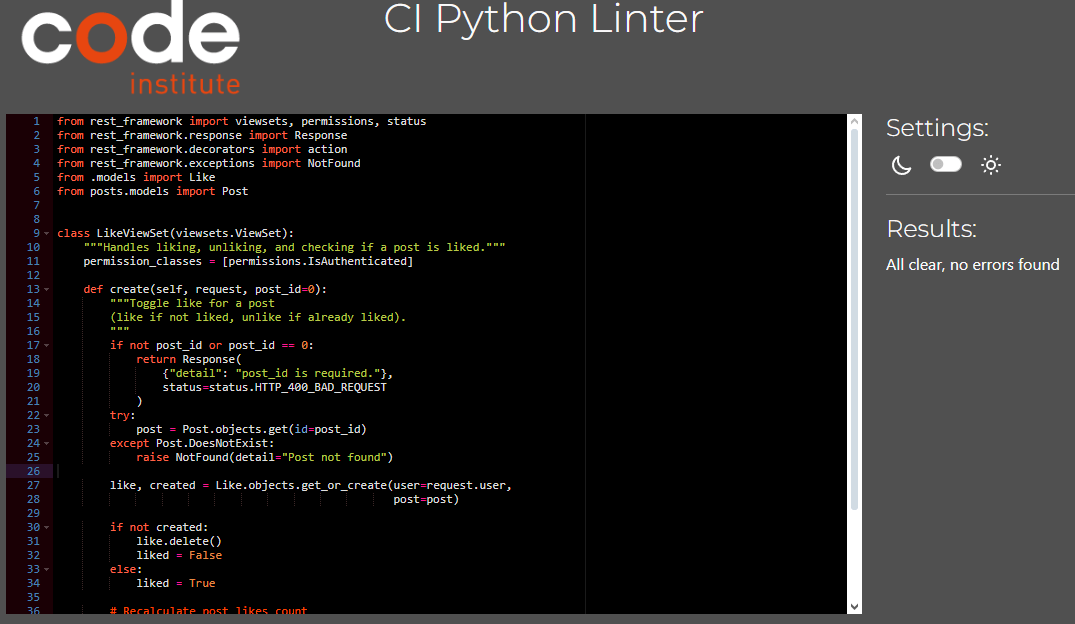 code
institute
CI Python Linter
1 from rest_framework import viewsets, permissions, status
2 from rest_framework.response import Response
3 from rest_framework.decorators import action
4 from rest_framework.exceptions import NotFound
5 from .models import Like
6 from posts.models import Post
7
8
9 class LikeViewSet(viewsets.ViewSet):
10     """Handles liking, unliking, and checking if a post is liked."""
11     permission_classes = [permissions.IsAuthenticated]
12
13     def create(self, request, post_id=0):
14         """Toggle like for a post
15         (like if not liked, unlike if already liked).
16         """
17         if not post_id or post_id == 0:
18             return Response(
19                 {"detail": "post_id is required."},
20                 status=status.HTTP_400_BAD_REQUEST
21             )
22         try:
23             post = Post.objects.get(id=post_id)
24         except Post.DoesNotExist:
25             raise NotFound(detail="Post not found")
26
27         like, created = Like.objects.get_or_create(user=request.user,
28                                                    post=post)
29
30         if not created:
31             like.delete()
32             liked = False
33         else:
34             liked = True
35
36         # Recalculate post likes count
Settings:
Results:
All clear, no errors found